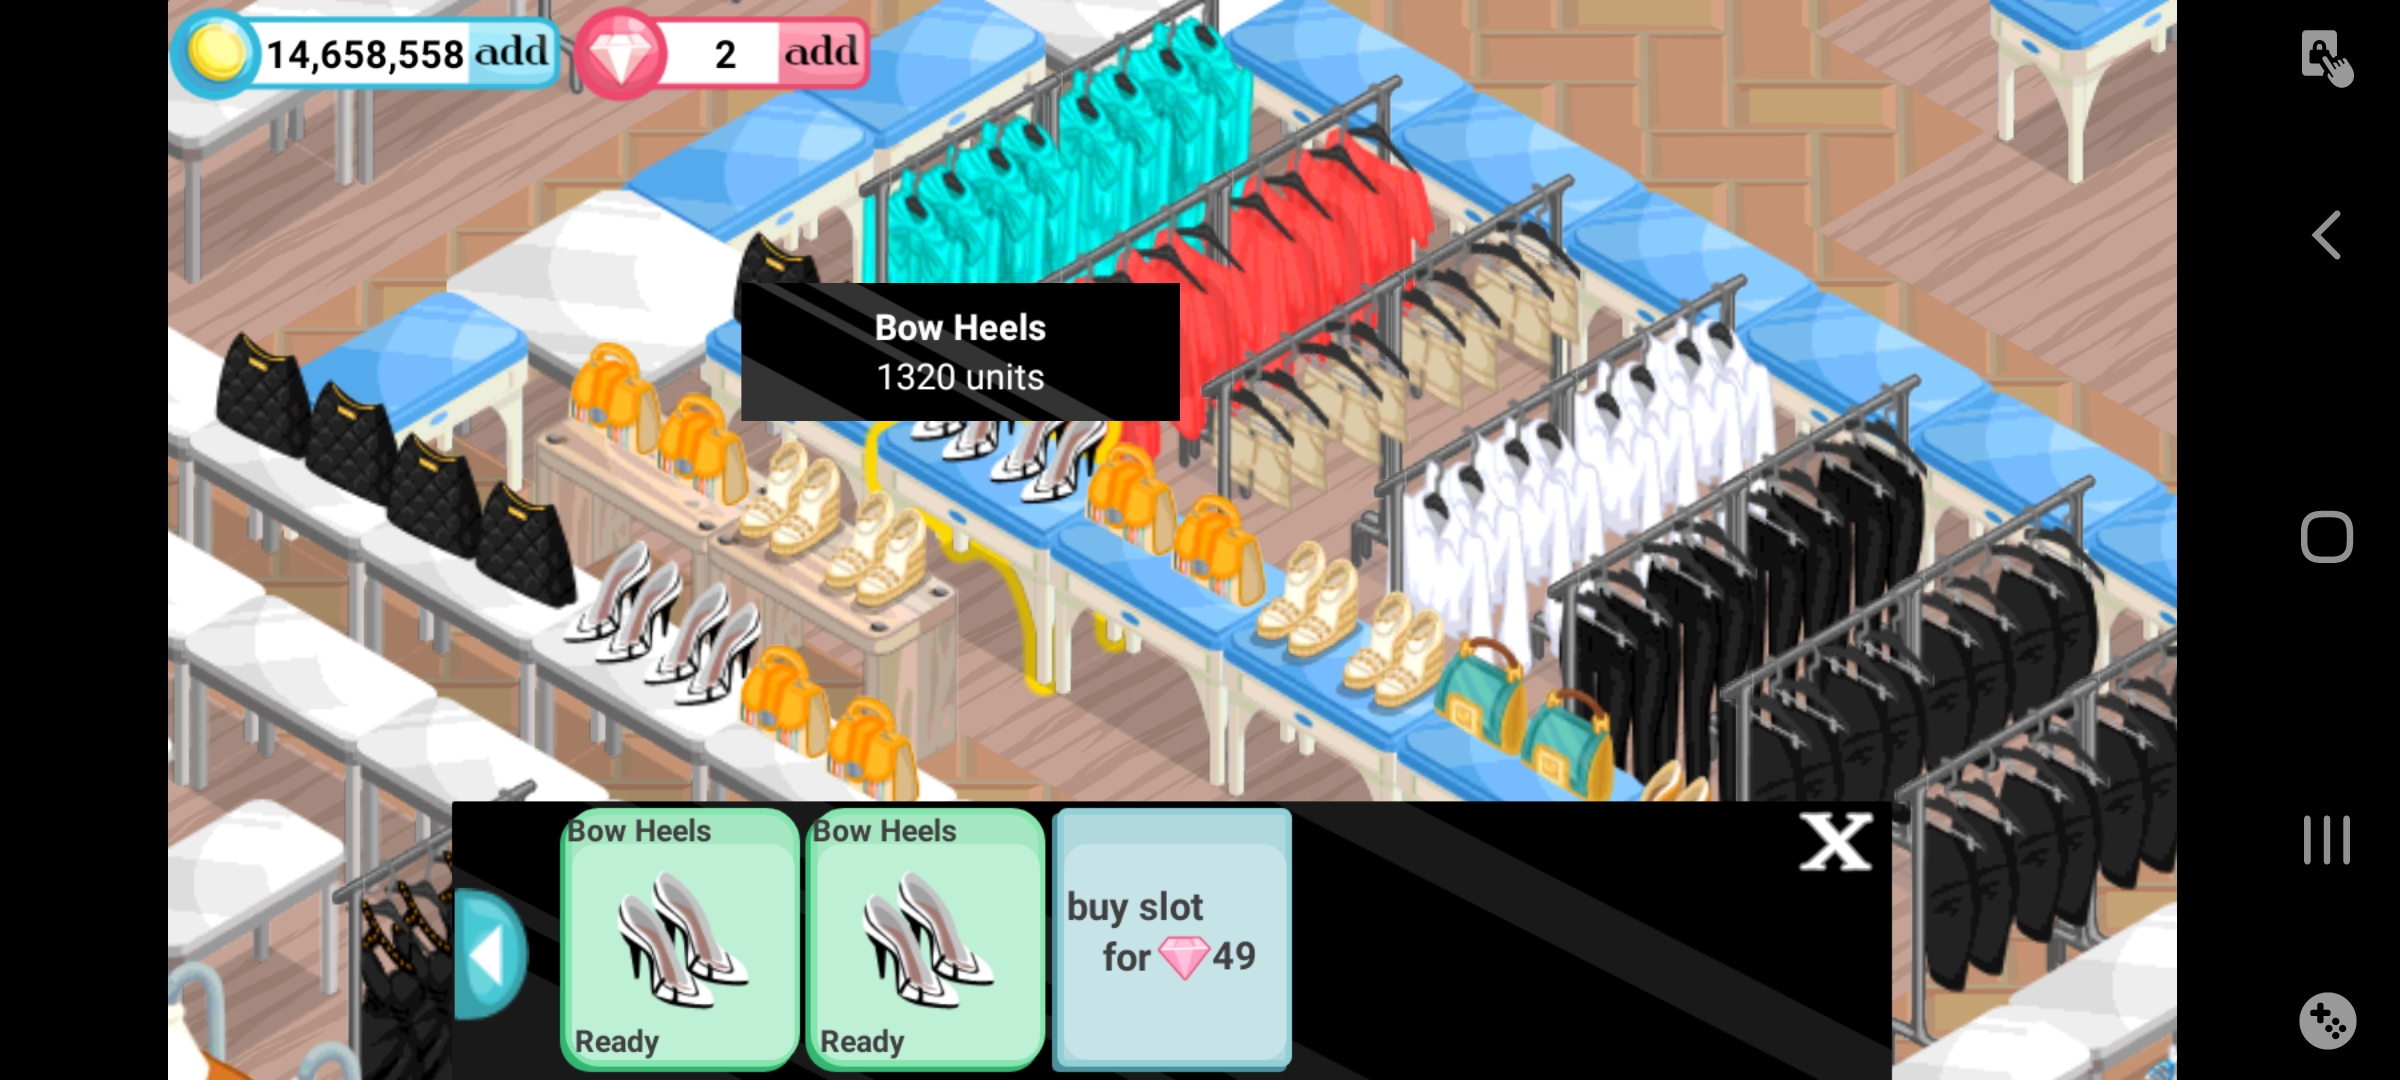 14,658,558 add
2 add
Bow Heels
1320 units
Bow Heels
Ready
Bow Heels
Ready
buy slot
for 49
X